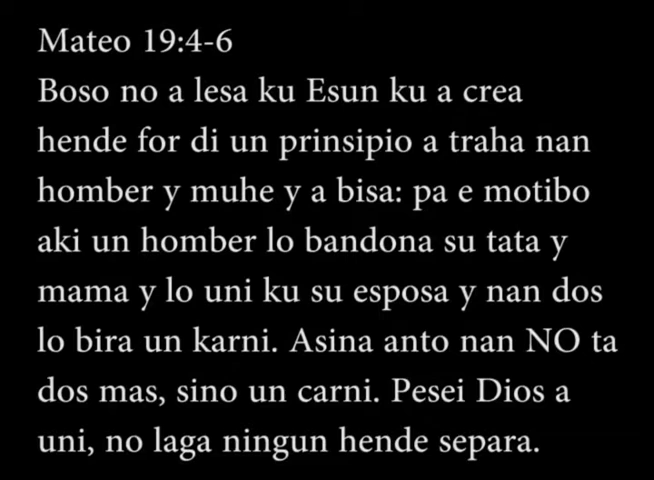 Mateo 19:4-6
Boso no a lesa ku Esun ku a crea
hende for di un prinsipio a traha nan
homber y muhe y a bisa: pa e motibo
aki un homber lo bandona su tata y
mama y lo uni ku su esposa y nan dos
lo bira un karni. Asina anto nan NO ta
dos mas, sino un carni. Pesei Dios a
uni, no laga ningun hende separa.